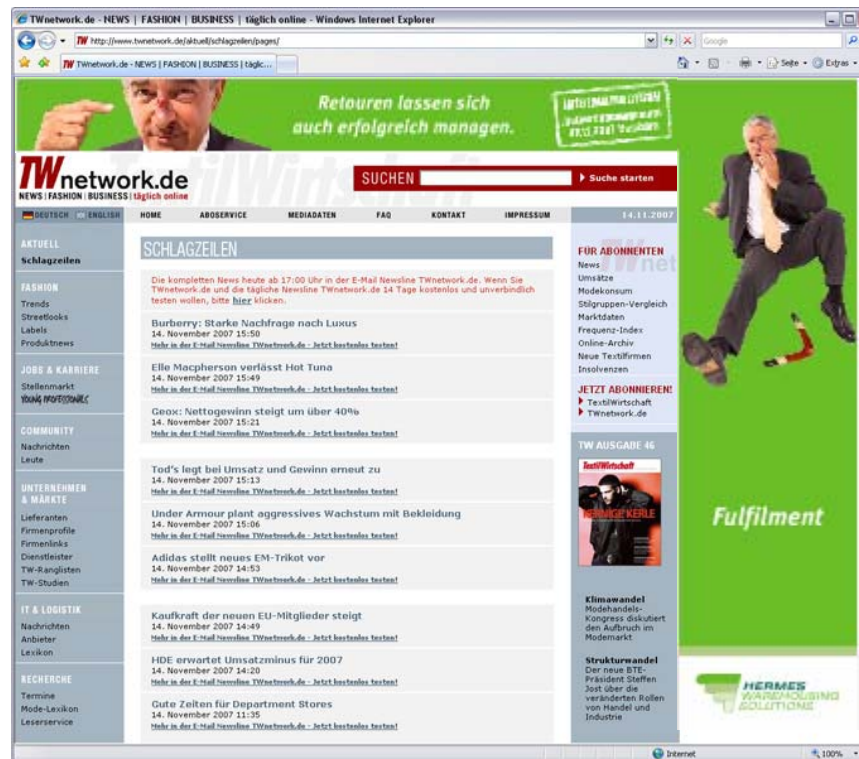 TWnetwork.de - NEWS | FASHION | BUSINESS | täglich online - Windows Internet Explorer
http://www.twnetwork.de/aktuell/schlagzeilen/pages/
Google
TWnetwork.de - NEWS | FASHION | BUSINESS | täglic...
Seite
Extras
Retouren lassen sich
auch erfolgreich managen.
TextilWirtschaft
TWnetwork.de
NEWS | FASHION | BUSINESS | täglich online
SUCHEN
Suche starten
DEUTSCH
ENGLISH
HOME
ABOSERVICE
MEDIADATEN
FAQ
KONTAKT
IMPRESSUM
14.11.2007
AKTUELL
Schlagzeilen
FASHION
Trends
Streetlooks
Labels
Produktnews
JOBS & KARRIERE
Stellenmarkt
YOUNG PROFESSIONALS
COMMUNITY
Nachrichten
Leute
UNTERNEHMEN
& MÄRKTE
Lieferanten
Firmenprofile
Firmenlinks
Dienstleister
TW-Ranglisten
TW-Studien
IT & LOGISTIK
Nachrichten
Anbieter
Lexikon
RECHERCHE
Termine
Mode-Lexikon
Leserservice
SCHLAGZEILEN
Die kompletten News heute ab 17:00 Uhr in der E-Mail Newsline TWnetwork.de. Wenn Sie
TWnetwork.de und die tägliche Newsline TWnetwork.de 14 Tage kostenlos und unverbindlich
testen wollen, bitte hier klicken.
Burberry: Starke Nachfrage nach Luxus
14. November 2007 15:50
Mehr in der E-Mail Newsline TWnetwork.de - Jetzt kostenlos testen!
Elle Macpherson verlässt Hot Tuna
14. November 2007 15:49
Mehr in der E-Mail Newsline TWnetwork.de - Jetzt kostenlos testen!
Geox: Nettogewinn steigt um über 40%
14. November 2007 15:21
Mehr in der E-Mail Newsline TWnetwork.de - Jetzt kostenlos testen!
Tod's legt bei Umsatz und Gewinn erneut zu
14. November 2007 15:13
Mehr in der E-Mail Newsline TWnetwork.de - Jetzt kostenlos testen!
Under Armour plant aggressives Wachstum mit Bekleidung
14. November 2007 15:06
Mehr in der E-Mail Newsline TWnetwork.de - Jetzt kostenlos testen!
Adidas stellt neues EM-Trikot vor
14. November 2007 14:53
Mehr in der E-Mail Newsline TWnetwork.de - Jetzt kostenlos testen!
Kaufkraft der neuen EU-Mitglieder steigt
14. November 2007 14:49
Mehr in der E-Mail Newsline TWnetwork.de - Jetzt kostenlos testen!
HDE erwartet Umsatzminus für 2007
14. November 2007 14:20
Mehr in der E-Mail Newsline TWnetwork.de - Jetzt kostenlos testen!
Gute Zeiten für Department Stores
14. November 2007 11:35
Mehr in der E-Mail Newsline TWnetwork.de - Jetzt kostenlos testen!
FÜR ABONNENTEN
News
Umsätze
Modekonsum
Stilgruppen-Vergleich
Marktdaten
Frequenz-Index
Online-Archiv
Neue Textilfirmen
Insolvenzen
JETZT ABONNIEREN!
TextilWirtschaft
TWnetwork.de
TW AUSGABE 46
TextilWirtschaft
KERNIGE KERLE
Klimawandel
Modehandels-
Kongress diskutiert
den Aufbruch im
Modemarkt
Strukturwandel
Der neue BTE-
Präsident Steffen
Jost über die
veränderten Rollen
von Handel und
Industrie
Fulfilment
HERMES
WAREHOUSING
SOLUTIONS
Internet
100%